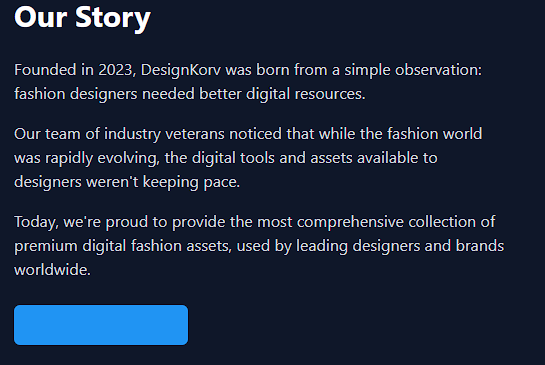 Our Story
Founded in 2023, DesignKorv was born from a simple observation:
fashion designers needed better digital resources.
Our team of industry veterans noticed that while the fashion world
was rapidly evolving, the digital tools and assets available to
designers weren't keeping pace.
Today, we're proud to provide the most comprehensive collection of
premium digital fashion assets, used by leading designers and brands
worldwide.